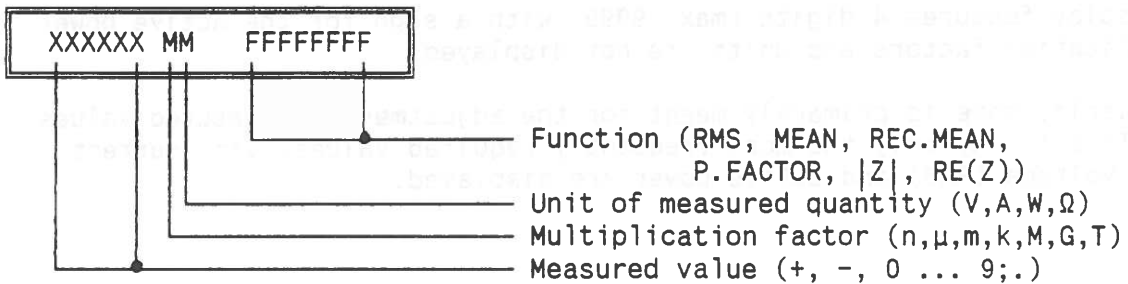 XXXXXX MM FFFFFFFF
Function (RMS, MEAN, REC.MEAN,
P.FACTOR, |Z|, RE(Z))
Unit of measured quantity (V,A,W,Ω)
Multiplication factor (n,µ,m,k,M,G,T)
Measured value (+, -, 0 ... 9;.)